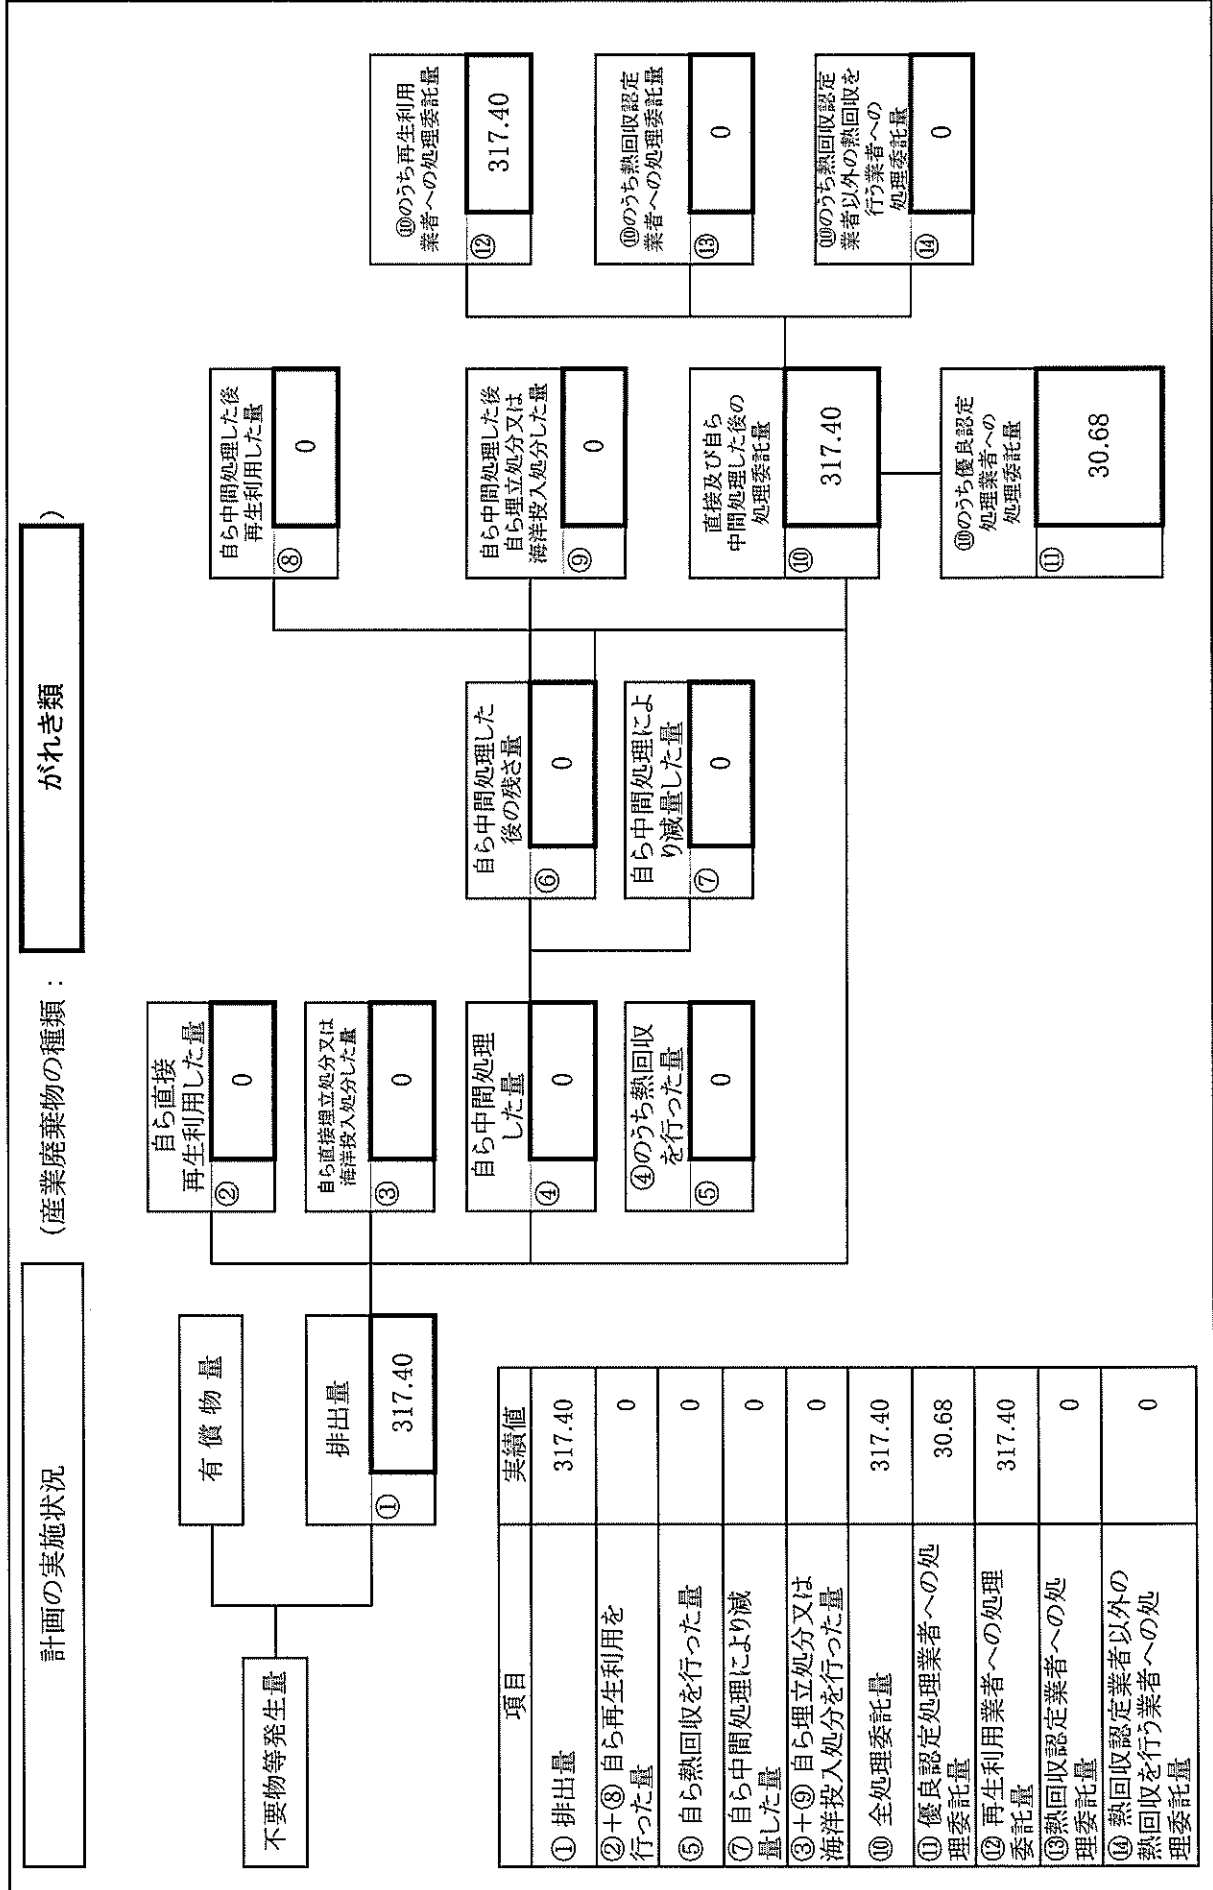 計画の実施状況
(産業廃棄物の種類：
がれき類
)
不要物等発生量
有償物量
排出量
①
317.40
自ら直接
再生利用した量
②
0
自ら直接埋立処分又は
海洋投入処分した量
③
0
自ら中間処理
した量
④
0
④のうち熱回収
を行った量
⑤
0
自ら中間処理した
後の残さ量
⑥
0
自ら中間処理によ
り減量した量
⑦
0
自ら中間処理した後
再生利用した量
⑧
0
自ら中間処理した後
自ら埋立処分又は
海洋投入処分した量
⑨
0
直接及び自ら
中間処理した後の
処理委託量
⑩
317.40
⑩のうち優良認定
処理業者への
処理委託量
⑪
30.68
⑩のうち再生利用
業者への処理委託量
⑫
317.40
⑩のうち熱回収認定
業者への処理委託量
⑬
0
⑩のうち熱回収認定
業者以外の熱回収を
行う業者への
処理委託量
⑭
0
項目 実績値
①排出量 317.40
②＋⑧ 自ら再生利用を
行った量 0
⑤ 自ら熱回収を行った量 0
⑦ 自ら中間処理により減
量した量 0
③＋⑨ 自ら埋立処分又は
海洋投入処分を行った量 0
⑩ 全処理委託量 317.40
⑪ 優良認定処理業者への処
理委託量 30.68
⑫ 再生利用業者への処理
委託量 317.40
⑬熱回収認定業者への処
理委託量 0
⑭ 熱回収認定業者以外の
熱回収を行う業者への処
理委託量 0